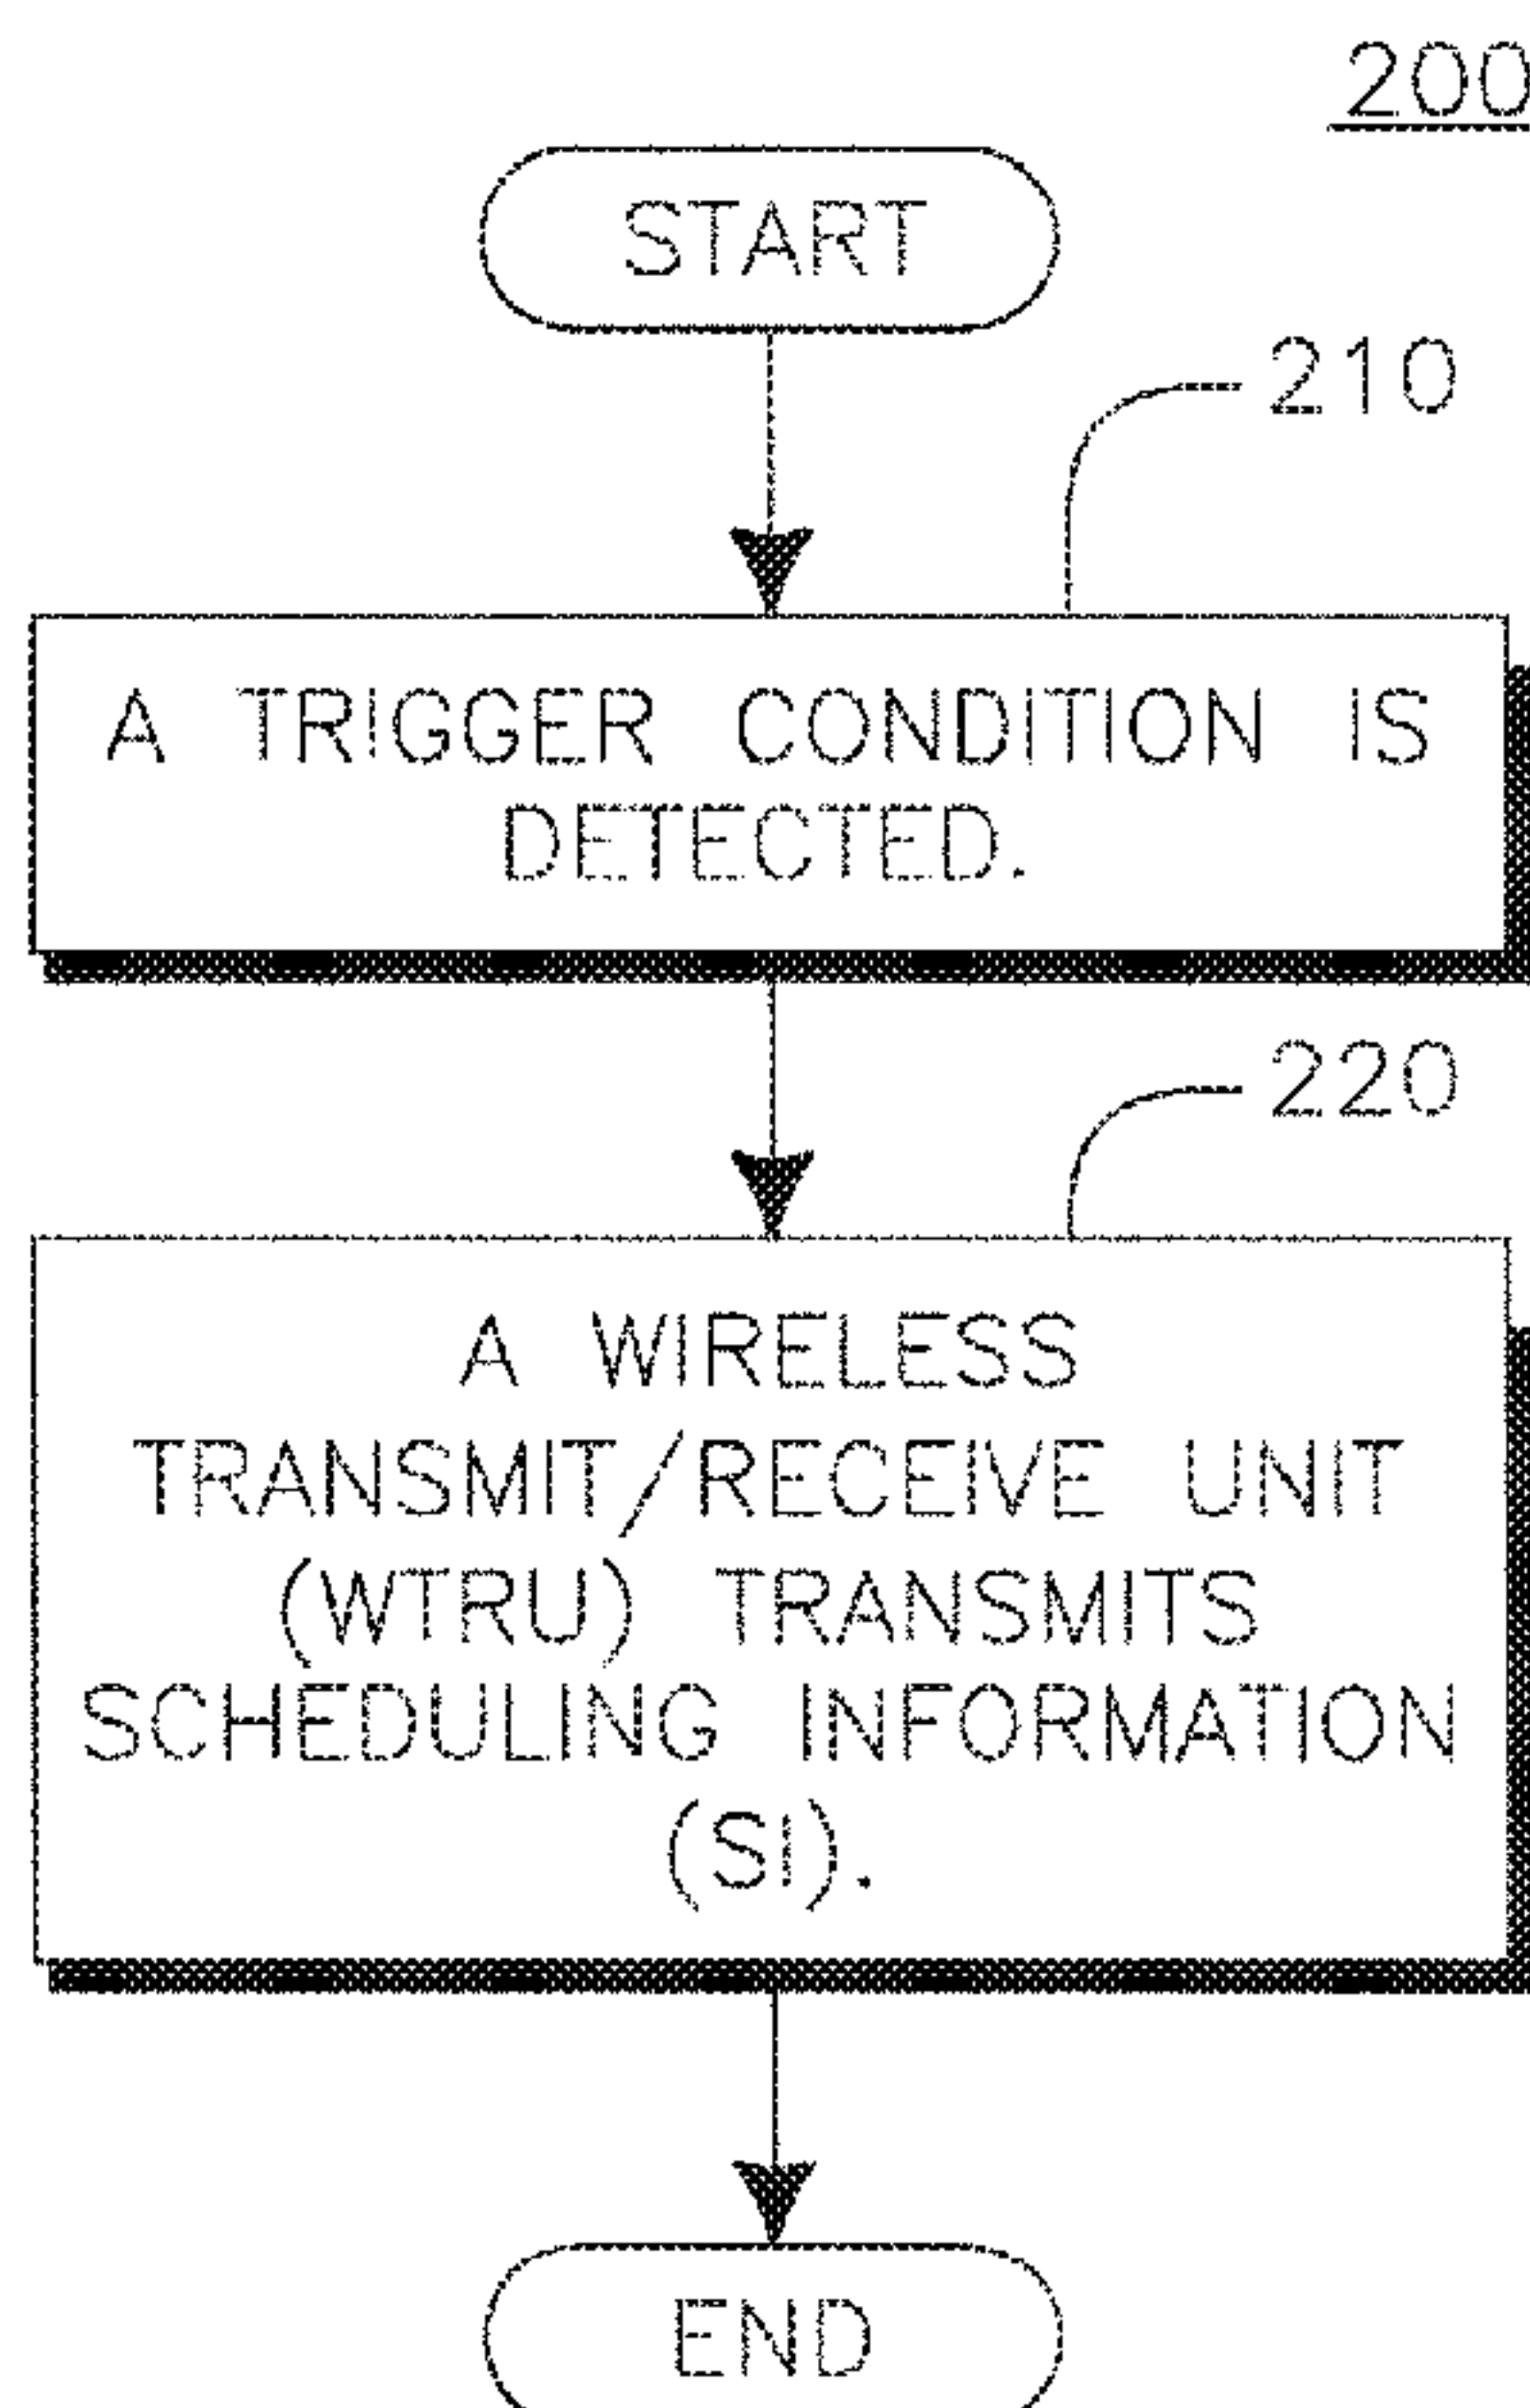 200
START
210
A TRIGGER CONDITION IS
DETECTED.
220
A WIRELESS
TRANSMIT/RECEIVE UNIT
(WTRU) TRANSMITS
SCHEDULING INFORMATION
(SI).
END